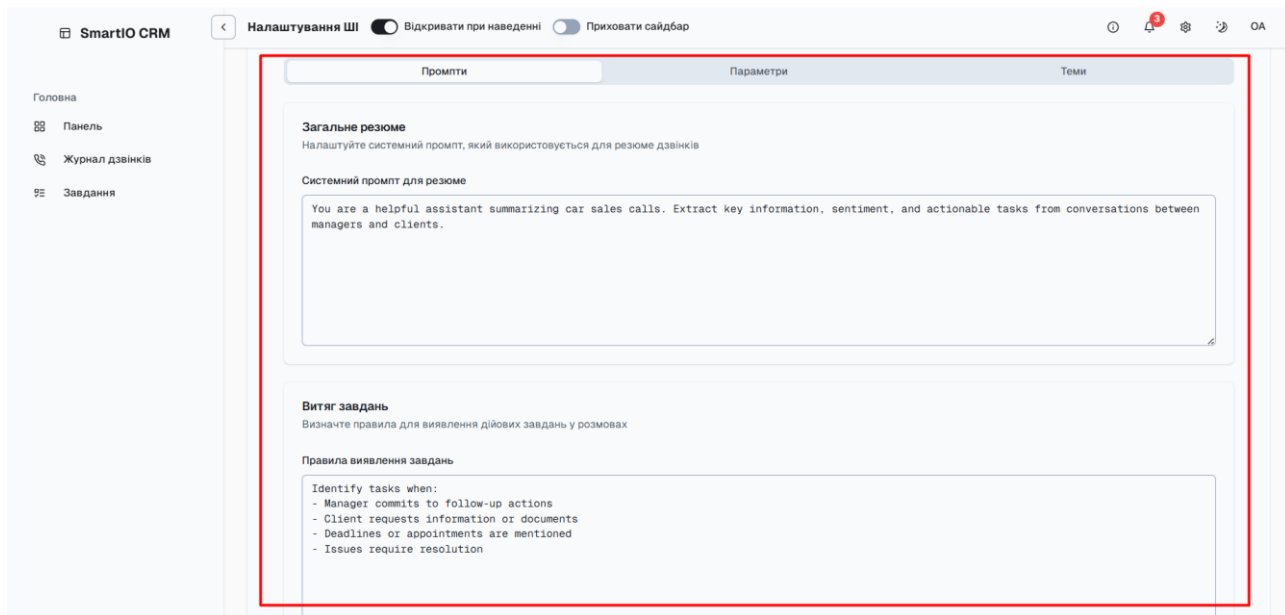 SmartIO CRM
Налаштування ШІ
Відкривати при наведенні
Приховати сайдбар
3
OA
Головна
Панель
Журнал дзвінків
Завдання
Промпти
Параметри
Теми
Загальне резюме
Налаштуйте системний промпт, який використовується для резюме дзвінків
Системний промпт для резюме
You are a helpful assistant summarizing car sales calls. Extract key information, sentiment, and actionable tasks from conversations between
managers and clients.
Витяг завдань
Визначте правила для виявлення дійових завдань у розмовах
Правила виявлення завдань
Identify tasks when:
- Manager commits to follow-up actions
- Client requests information or documents
- Deadlines or appointments are mentioned
- Issues require resolution